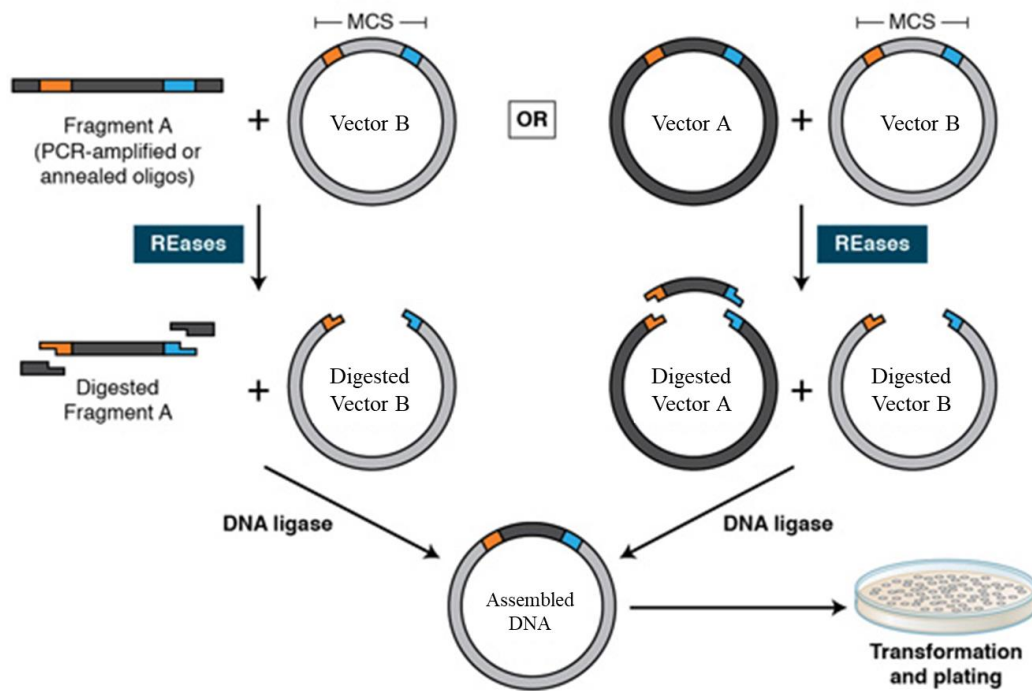 MCS
MCS
Fragment A
(PCR-amplified or
annealed oligos)
+
Vector B
OR
Vector A
+
Vector B
REases
REases
Digested
Fragment A
+
Digested
Vector B
Digested
Vector A
+
Digested
Vector B
DNA ligase
DNA ligase
Assembled
DNA
Transformation
and plating